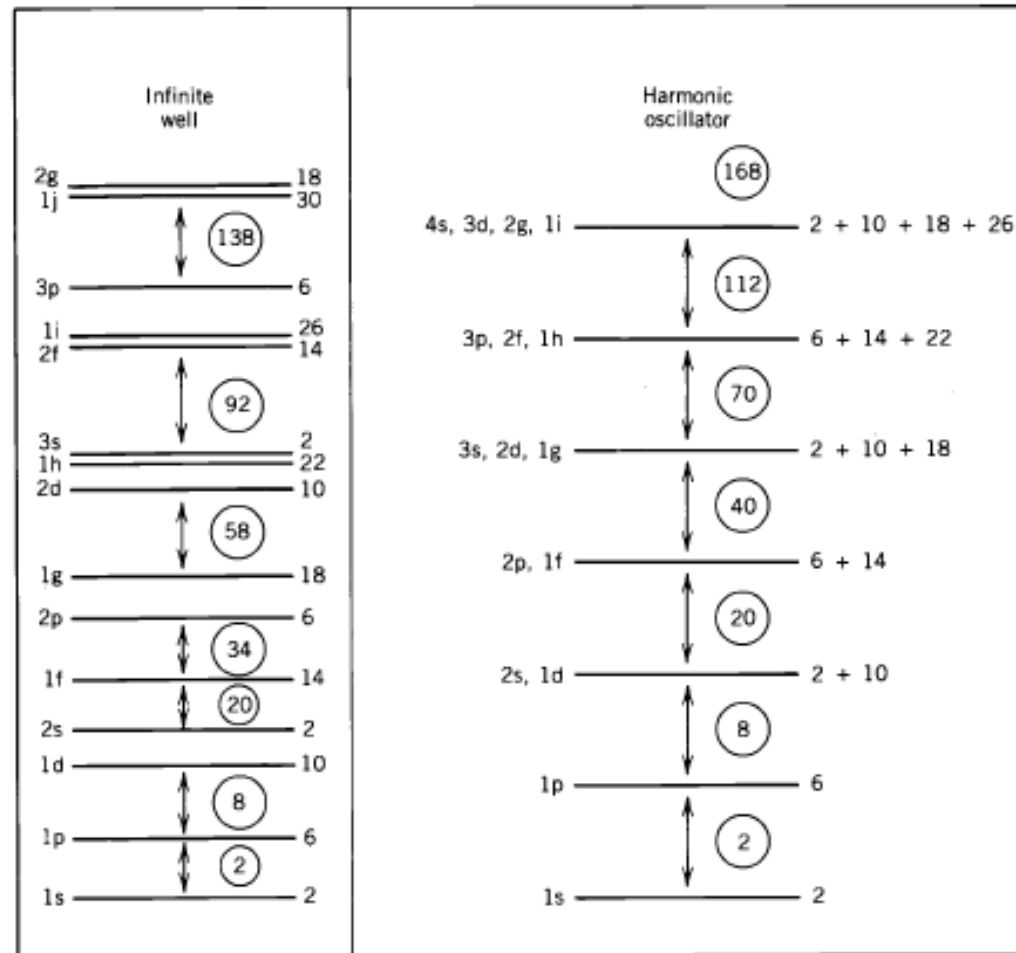 Infinite
well
2g 18
1j 30
138
3p 6
1i 26
2f 14
92
3s 2
1h 22
2d 10
58
1g 18
2p 6
34
1f 14
20
2s 2
1d 10
8
1p 6
2
1s 2
Harmonic
oscillator
168
4s, 3d, 2g, 1i 2 + 10 + 18 + 26
112
3p, 2f, 1h 6 + 14 + 22
70
3s, 2d, 1g 2 + 10 + 18
40
2p, 1f 6 + 14
20
2s, 1d 2 + 10
8
1p 6
2
1s 2